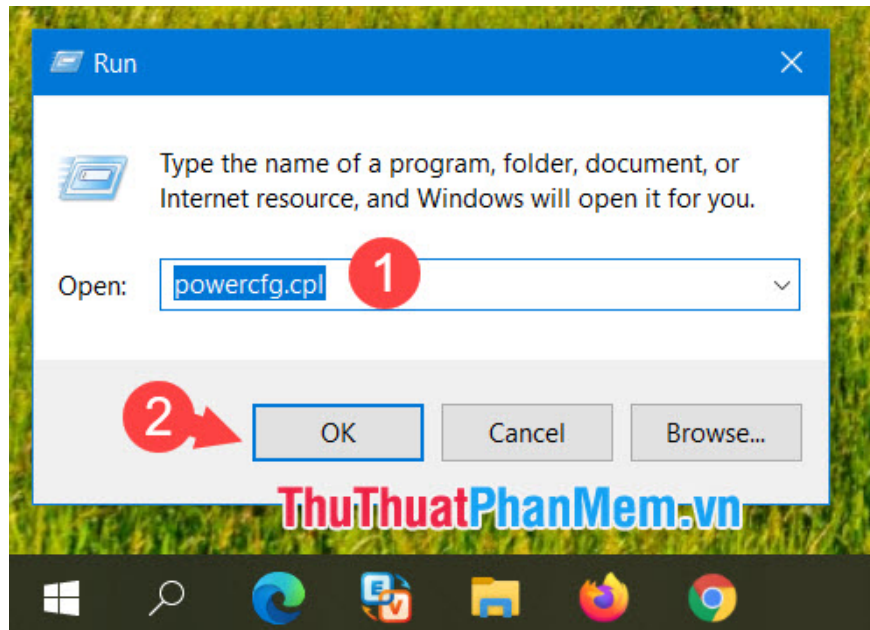 Run
Type the name of a program, folder, document, or
Internet resource, and Windows will open it for you.
Open: powercfg.cpl 1
2 OK Cancel Browse...
ThuThuatPhanMem.vn
E V